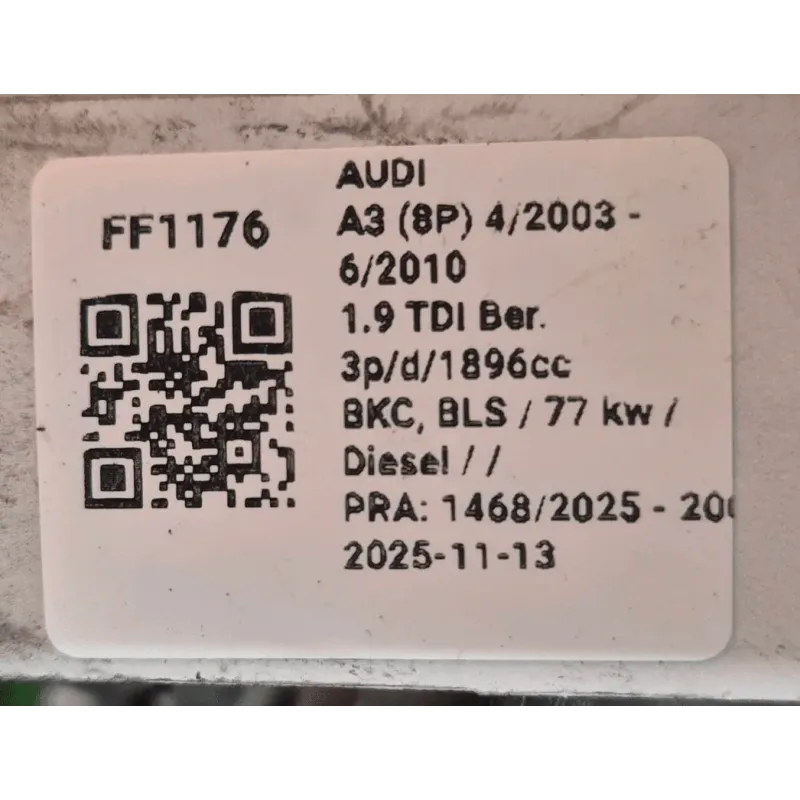 FF1176
AUDI
A3 (8P) 4/2003 -
6/2010
1.9 TDI Ber.
3p/d/1896cc
BKC, BLS / 77 kw /
Diesel / /
PRA: 1468/2025 -
2025-11-13